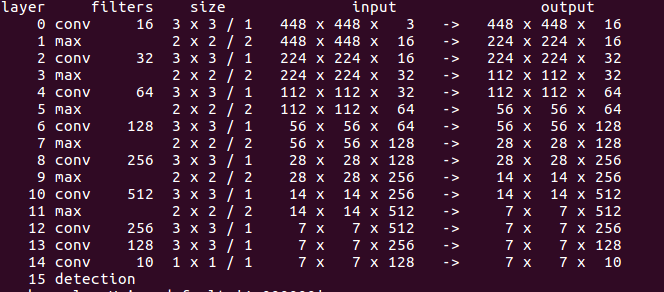 layer filters size input output
0 conv 16 3 x 3 / 1 448 x 448 x 3 -> 448 x 448 x 16
1 max 2 x 2 / 2 448 x 448 x 16 -> 224 x 224 x 16
2 conv 32 3 x 3 / 1 224 x 224 x 16 -> 224 x 224 x 32
3 max 2 x 2 / 2 224 x 224 x 32 -> 112 x 112 x 32
4 conv 64 3 x 3 / 1 112 x 112 x 32 -> 112 x 112 x 64
5 max 2 x 2 / 2 112 x 112 x 64 -> 56 x 56 x 64
6 conv 128 3 x 3 / 1 56 x 56 x 64 -> 56 x 56 x 128
7 max 2 x 2 / 2 56 x 56 x 128 -> 28 x 28 x 128
8 conv 256 3 x 3 / 1 28 x 28 x 128 -> 28 x 28 x 256
9 max 2 x 2 / 2 28 x 28 x 256 -> 14 x 14 x 256
10 conv 512 3 x 3 / 1 14 x 14 x 256 -> 14 x 14 x 512
11 max 2 x 2 / 2 14 x 14 x 512 -> 7 x 7 x 512
12 conv 256 3 x 3 / 1 7 x 7 x 512 -> 7 x 7 x 256
13 conv 128 3 x 3 / 1 7 x 7 x 256 -> 7 x 7 x 128
14 conv 10 1 x 1 / 1 7 x 7 x 128 -> 7 x 7 x 10
15 detection